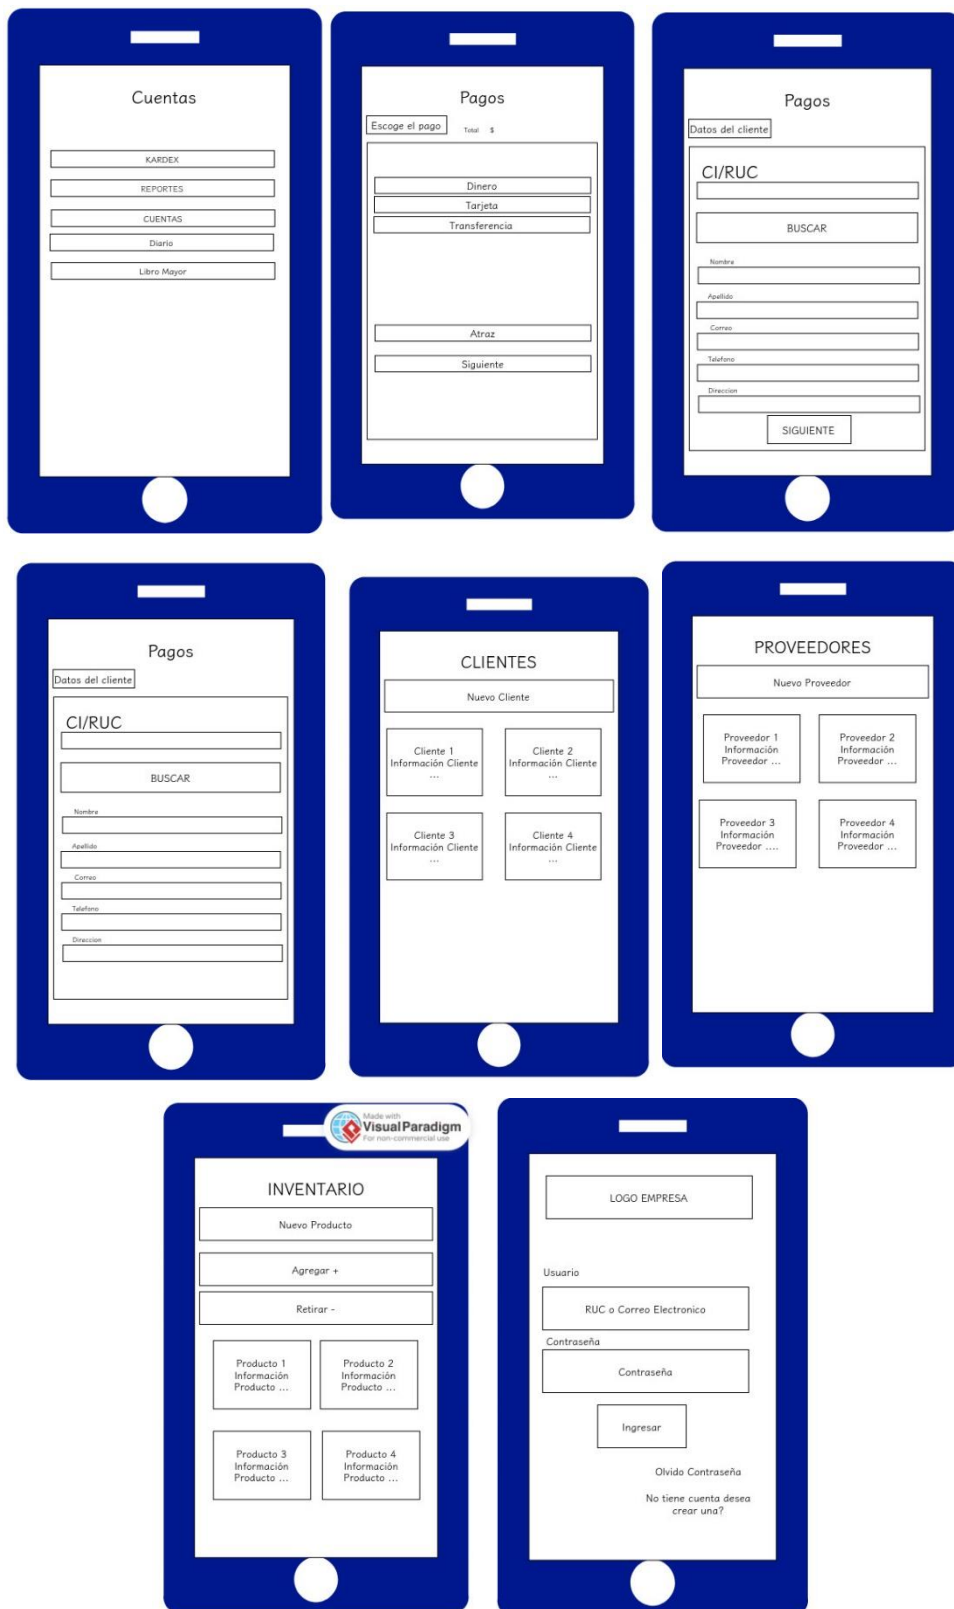 Cuentas
KARDEX
REPORTES
CUENTAS
Diario
Libro Mayor
Pagos
Escoge el pago
Total $
Dinero
Tarjeta
Transferencia
Atraz
Siguiente
Pagos
Datos del cliente
CI/RUC
BUSCAR
Nombre
Apellido
Correo
Telefono
Direccion
SIGUIENTE
Pagos
Datos del cliente
CI/RUC
BUSCAR
Nombre
Apellido
Correo
Telefono
Direccion
CLIENTES
Nuevo Cliente
Cliente 1
Información Cliente
...
Cliente 2
Información Cliente
...
Cliente 3
Información Cliente
...
Cliente 4
Información Cliente
...
PROVEEDORES
Nuevo Proveedor
Proveedor 1
Información
Proveedor ...
Proveedor 2
Información
Proveedor ...
Proveedor 3
Información
Proveedor ....
Proveedor 4
Información
Proveedor ...
Made with
Visual Paradigm
For non-commercial use
INVENTARIO
Nuevo Producto
Agregar +
Retirar -
Producto 1
Información
Producto ...
Producto 2
Información
Producto ...
Producto 3
Información
Producto ...
Producto 4
Información
Producto ...
LOGO EMPRESA
Usuario
RUC o Correo Electronico
Contraseña
Contraseña
Ingresar
Olvido Contraseña
No tiene cuenta desea
crear una?